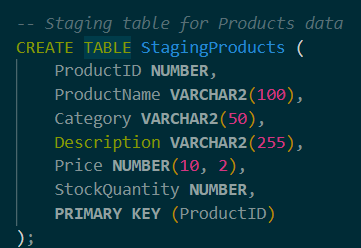 -- Staging table for Products data
CREATE TABLE StagingProducts (
    ProductID NUMBER,
    ProductName VARCHAR2(100),
    Category VARCHAR2(50),
    Description VARCHAR2(255),
    Price NUMBER(10, 2),
    StockQuantity NUMBER,
    PRIMARY KEY (ProductID)
);